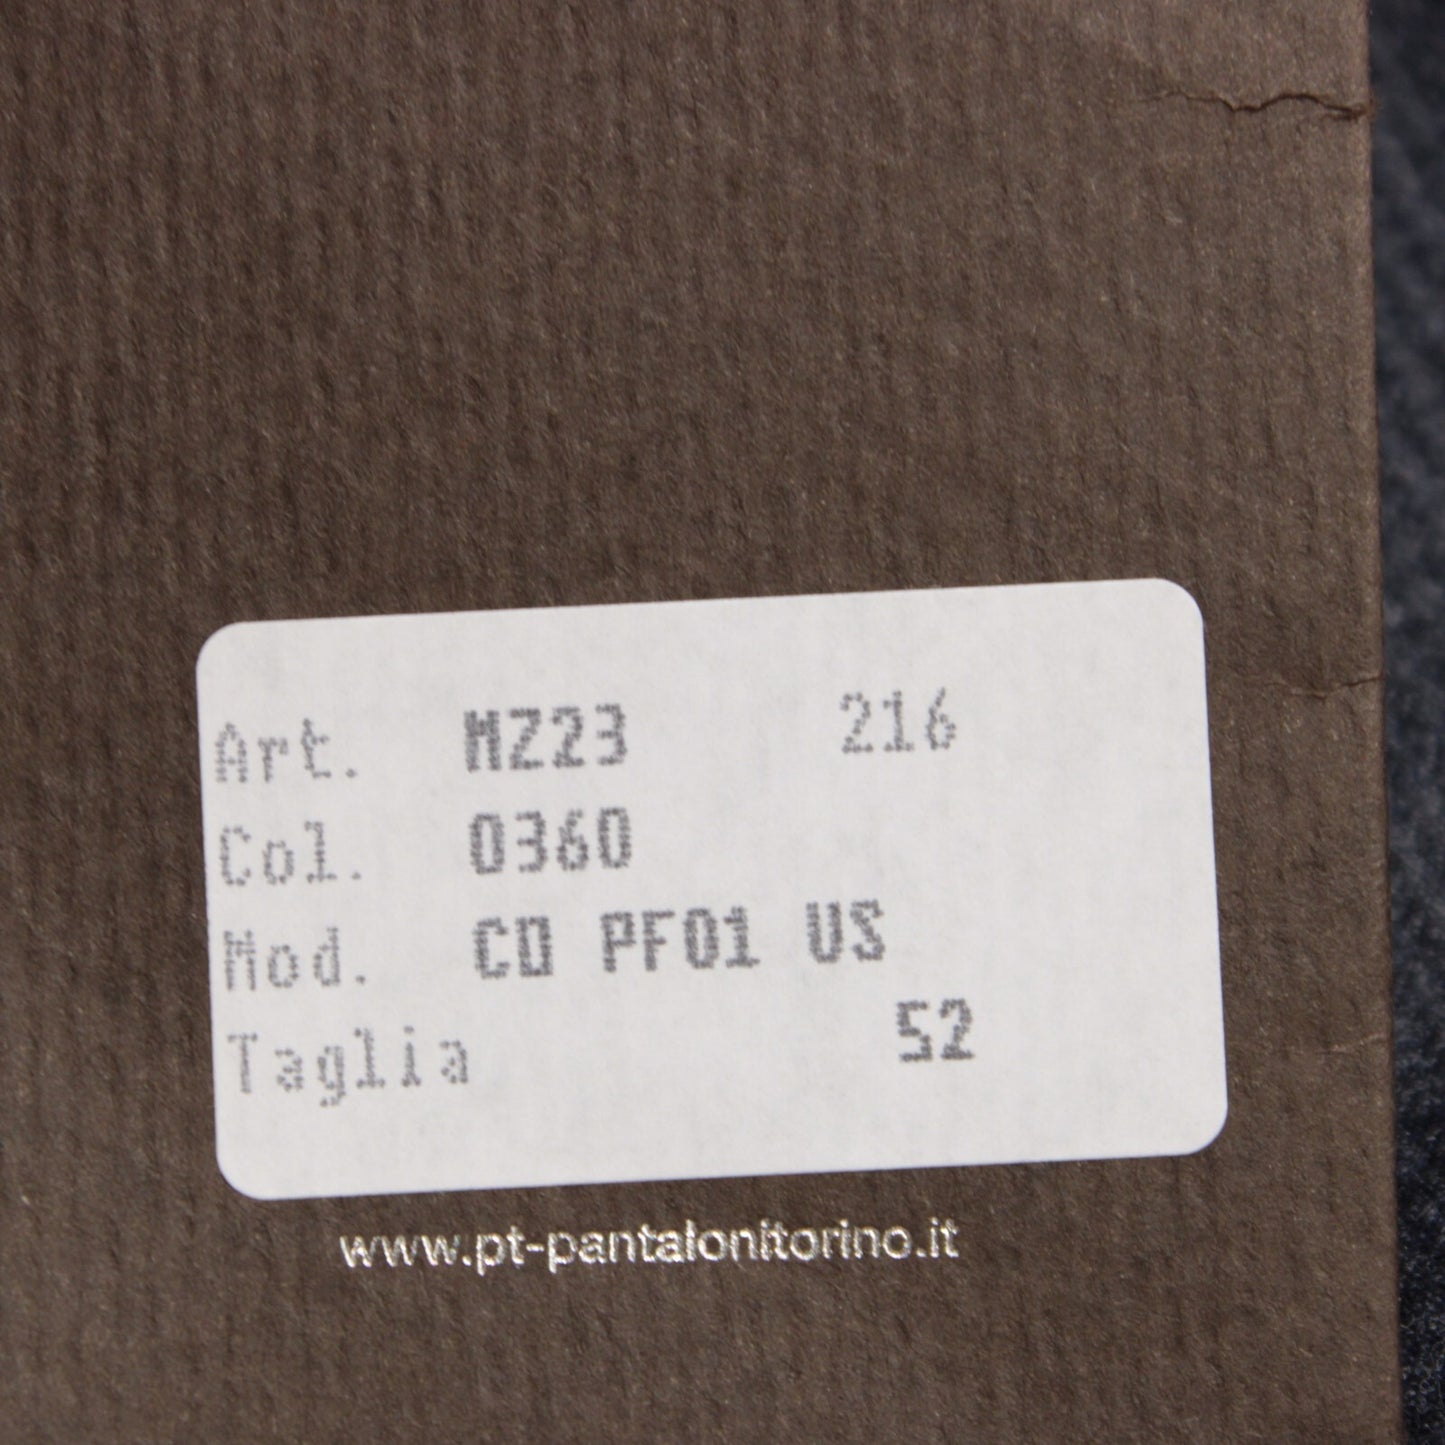 Art. MZ23 216
Col. 0360
Mod. CO PF01 US
Taglia 52
www.pt-pantalonitorino.it